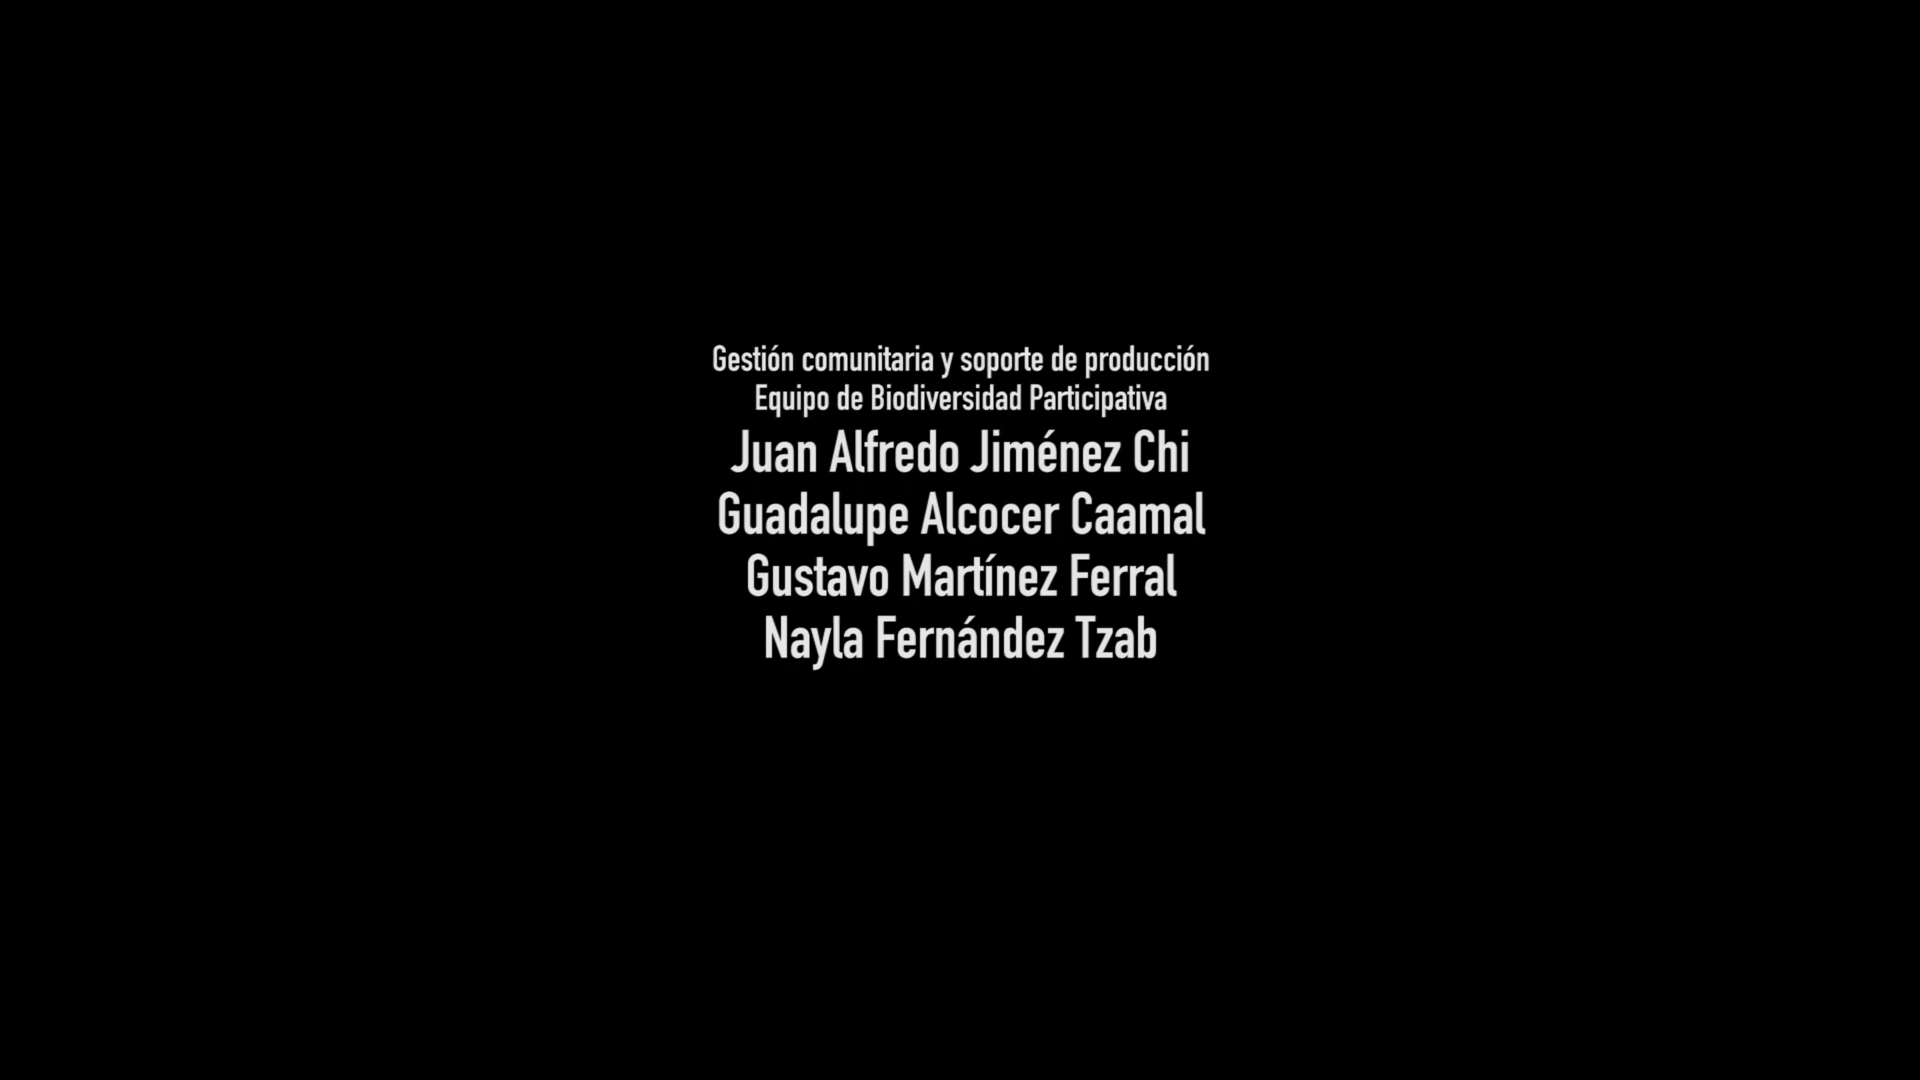 Gestión comunitaria y soporte de producción
Equipo de Biodiversidad Participativa
Juan Alfredo Jiménez Chi
Guadalupe Alcocer Caamal
Gustavo Martínez Ferral
Nayla Fernández Tzab